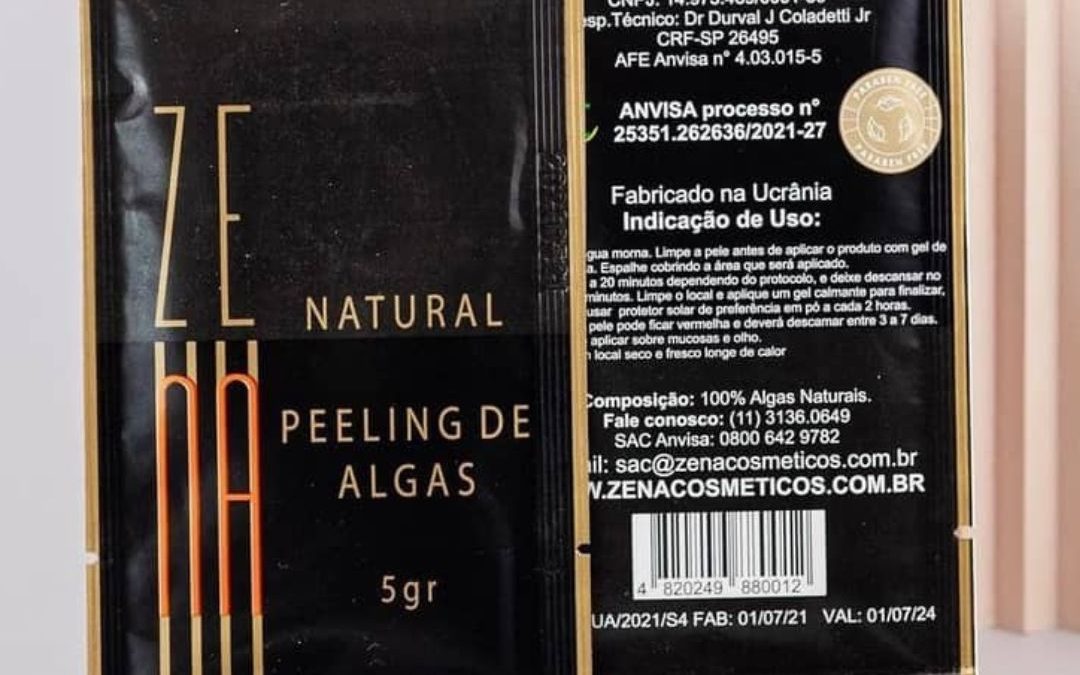 ZE
NA
NATURAL
PEELING DE
ALGAS
5gr
Técnico: Dr Durval J Coladetti Jr
CRF-SP 26495
AFE Anvisa n° 4.03.015-5
ANVISA processo n°
25351.262636/2021-27
PARABEN FREE
PARABEN FREE
Fabricado na Ucrânia
Indicação de Uso:
morna. Limpe a pele antes de aplicar o produto com gel de
Espalhe cobrindo a área que será aplicado.
a 20 minutos dependendo do protocolo, e deixe descansar no
minutos. Limpe o local e aplique um gel calmante para finalizar,
usar protetor solar de preferência em pó a cada 2 horas.
pele pode ficar vermelha e deverá descamar entre 3 a 7 dias.
aplicar sobre mucosas e olho.
local seco e fresco longe de calor
Composição: 100% Algas Naturais.
Fale conosco: (11) 3136.0649
SAC Anvisa: 0800 642 9782
sac@zenacosmeticos.com.br
W.ZENACOSMETICOS.COM.BR
4 820249 880012
UA/2021/S4 FAB: 01/07/21 VAL: 01/07/24